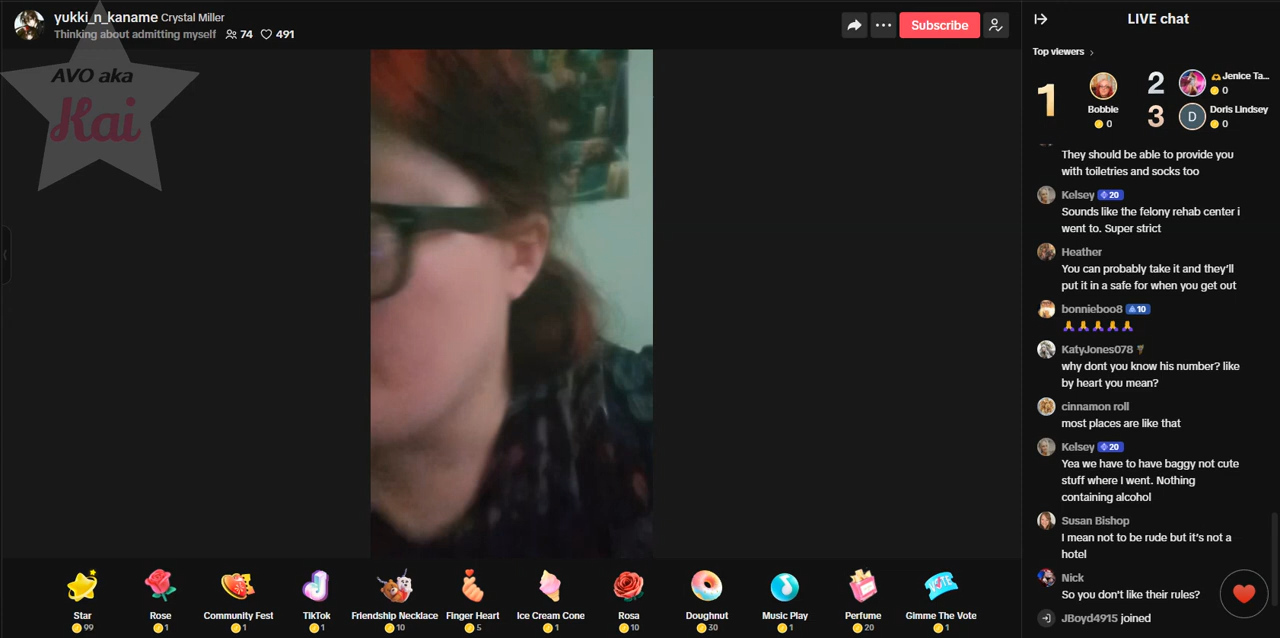 yukki_n_kaname Crystal Miller
Thinking about admitting myself 74 491
Subscribe
AVO aka
Kai
LIVE chat
Top viewers
1
Bobbie
0
2
Jenice Ta...
0
3
D
Doris Lindsey
0
They should be able to provide you
with toiletries and socks too
Kelsey 20
Sounds like the felony rehab center i
went to. Super strict
Heather
You can probably take it and they'll
put it in a safe for when you get out
bonnieboo8 10
KatyJones078
why dont you know his number? like
by heart you mean?
cinnamon roll
most places are like that
Kelsey 20
Yea we have to have baggy not cute
stuff where I went. Nothing
containing alcohol
Susan Bishop
I mean not to be rude but it's not a
hotel
Nick
So you don't like their rules?
JBoyd4915 joined
Star
99
Rose
1
Community Fest
1
TikTok
1
Friendship Necklace
10
Finger Heart
5
Ice Cream Cone
1
Rosa
10
Doughnut
30
Music Play
1
Perfume
20
VOTE
Gimme The Vote
1